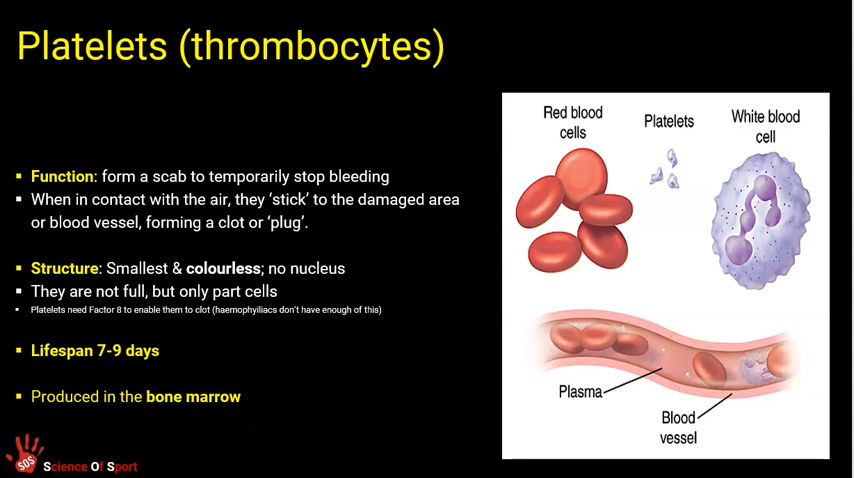 Platelets (thrombocytes)
▪ Function: form a scab to temporarily stop bleeding
▪ When in contact with the air, they ‘stick’ to the damaged area
or blood vessel, forming a clot or ‘plug’.
▪ Structure: Smallest & colourless; no nucleus
▪ They are not full, but only part cells
▪ Platelets need Factor 8 to enable them to clot (haemophyiliacs don’t have enough of this)
▪ Lifespan 7-9 days
▪ Produced in the bone marrow
Red blood
cells
Platelets
White blood
cell
Plasma
Blood
vessel
SOS
Science Of Sport